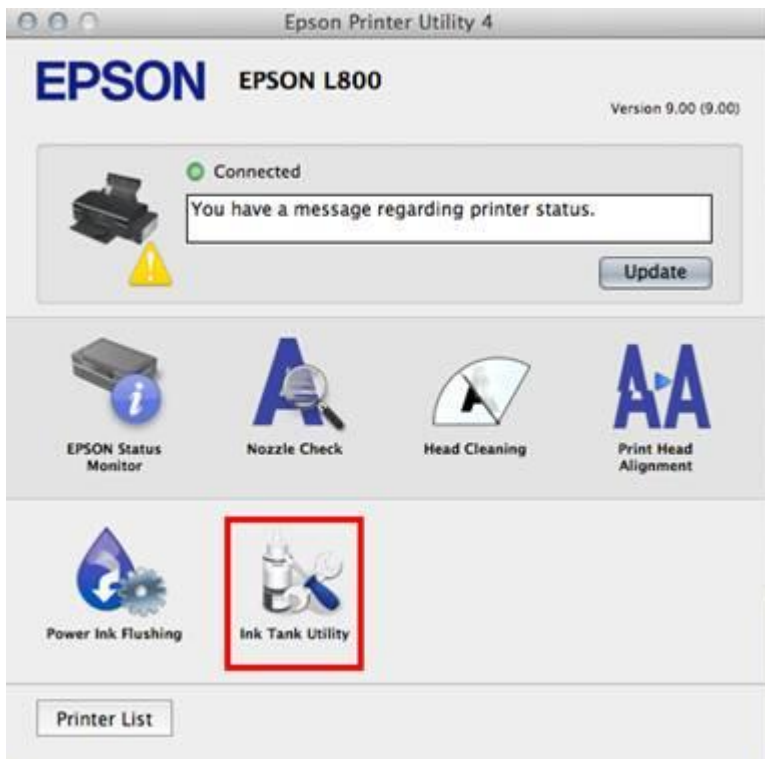 Epson Printer Utility 4
EPSON EPSON L800
Version 9.00 (9.00)
Connected
You have a message regarding printer status.
Update
EPSON Status
Monitor
Nozzle Check
Head Cleaning
Print Head
Alignment
Power Ink Flushing
Ink Tank Utility
Printer List